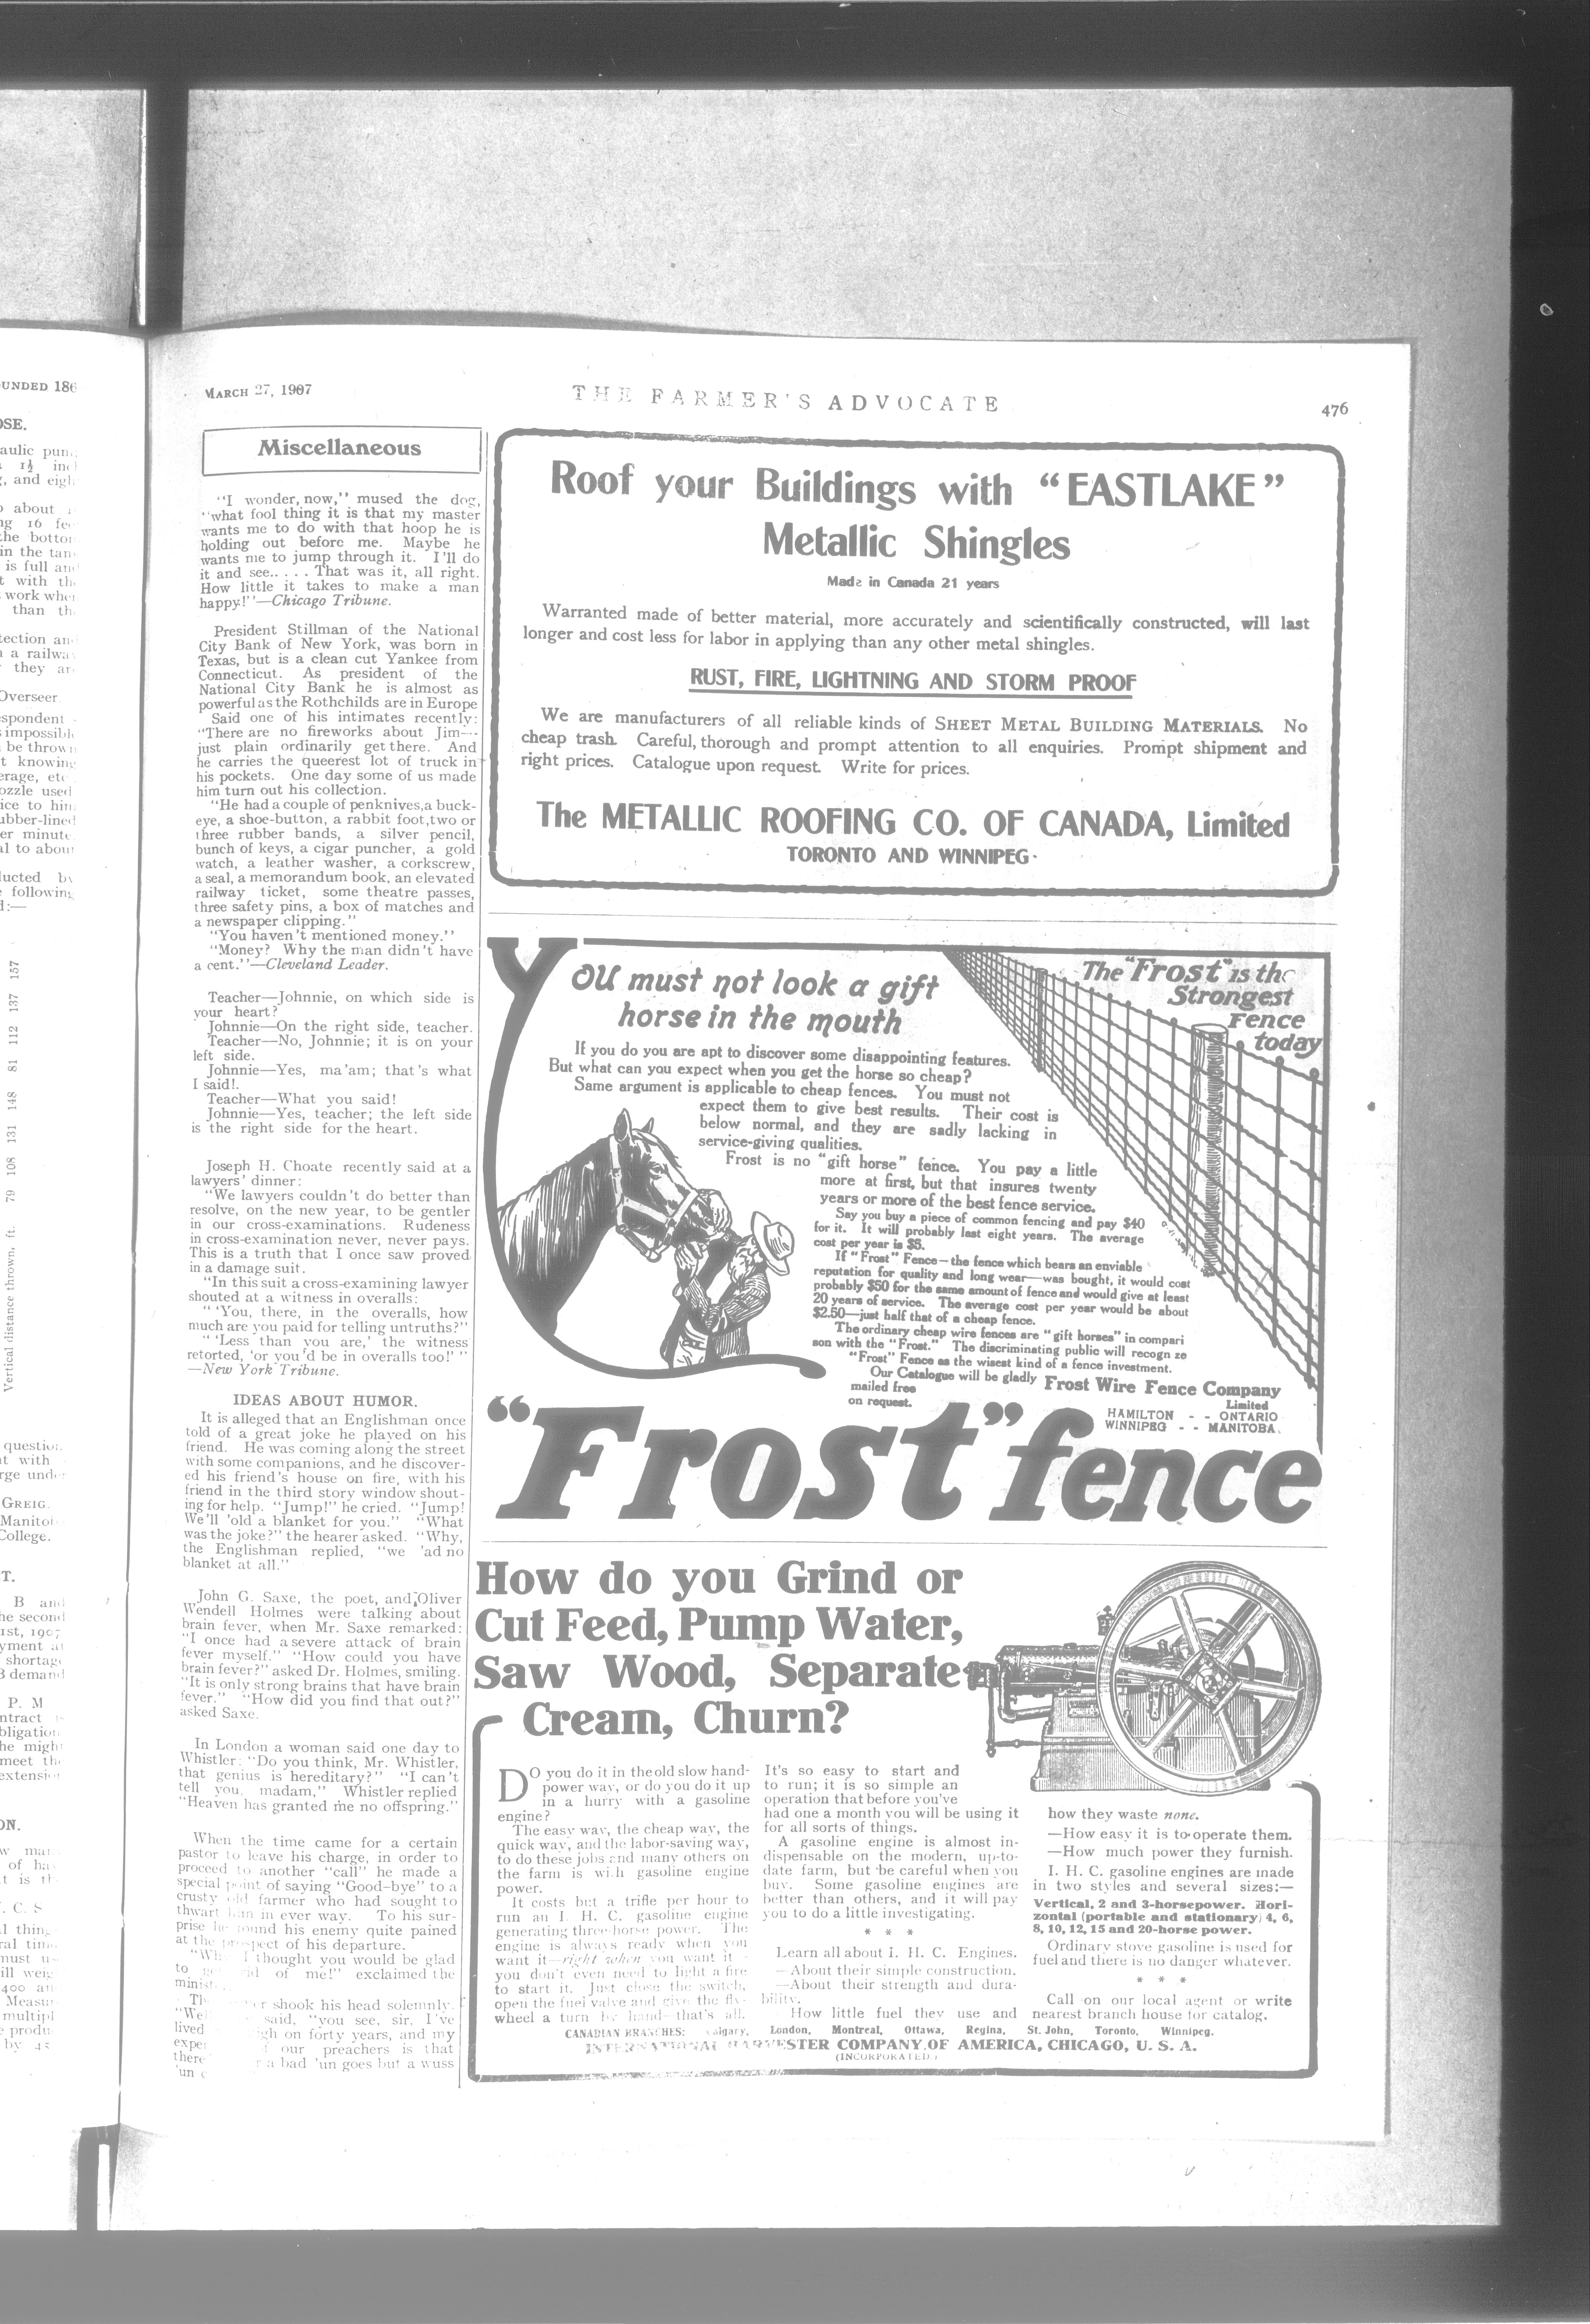 MARCH 27, 1907
THE FARMER'S ADVOCATE
476
Miscellaneous
"I wonder, now," mused the dog,
"what fool thing it is that my master
wants me to do with that hoop he is
holding out before me. Maybe he
wants me to jump through it. I'll do
it and see.. . . . That was it, all right.
How little it takes to make a man
happy!"—Chicago Tribune.
President Stillman of the National
City Bank of New York, was born in
Texas, but is a clean cut Yankee from
Connecticut. As president of the
National City Bank he is almost as
powerful as the Rothchilds are in Europe
Said one of his intimates recently:
"There are no fireworks about Jim—
just plain ordinarily get there. And
he carries the queerest lot of truck in
his pockets. One day some of us made
him turn out his collection.
"He had a couple of penknives, a buck-
eye, a shoe-button, a rabbit foot, two or
three rubber bands, a silver pencil,
bunch of keys, a cigar puncher, a gold
watch, a leather washer, a corkscrew,
a seal, a memorandum book, an elevated
railway ticket, some theatre passes,
three safety pins, a box of matches and
a newspaper clipping."
"You haven't mentioned money."
"Money? Why the man didn't have
a cent."—Cleveland Leader.
Teacher—Johnnie, on which side is
your heart?
Johnnie—On the right side, teacher.
Teacher—No, Johnnie; it is on your
left side.
Johnnie—Yes, ma'am; that's what
I said!.
Teacher—What you said!
Johnnie—Yes, teacher; the left side
is the right side for the heart.
Joseph H. Choate recently said at a
lawyers' dinner:
"We lawyers couldn't do better than
resolve, on the new year, to be gentler
in our cross-examinations. Rudeness
in cross-examination never, never pays.
This is a truth that I once saw proved
in a damage suit.
"In this suit a cross-examining lawyer
shouted at a witness in overalls:
" 'You, there, in the overalls, how
much are you paid for telling untruths?"
" 'Less than you are,' the witness
retorted, 'or you'd be in overalls too!' "
—New York Tribune.
IDEAS ABOUT HUMOR.
It is alleged that an Englishman once
told of a great joke he played on his
friend. He was coming along the street
with some companions, and he discover-
ed his friend's house on fire, with his
friend in the third story window shout-
ing for help. "Jump!" he cried. "Jump!
We'll 'old a blanket for you." "What
was the joke?" the hearer asked. "Why,
the Englishman replied, "we 'ad no
blanket at all."
John G. Saxe, the poet, and Oliver
Wendell Holmes were talking about
brain fever, when Mr. Saxe remarked:
"I once had a severe attack of brain
fever myself." "How could you have
brain fever?" asked Dr. Holmes, smiling.
"It is only strong brains that have brain
fever." "How did you find that out?"
asked Saxe.
In London a woman said one day to
Whistler: "Do you think, Mr. Whistler,
that genius is hereditary?" "I can't
tell you, madam," Whistler replied
"Heaven has granted me no offspring."
When the time came for a certain
pastor to leave his charge, in order to
proceed to another "call" he made a
special point of saying "Good-bye" to a
crusty old farmer who had sought to
thwart him in ever way. To his sur-
prise he found his enemy quite pained
at the prospect of his departure.
I thought you would be glad
to of me!" exclaimed the
shook his head solemnly.
said, "you see, sir, I've
lived on forty years, and my
our preachers is that
there a bad 'un goes but a wuss
'un
Roof your Buildings with "EASTLAKE"
Metallic Shingles
Made in Canada 21 years
Warranted made of better material, more accurately and scientifically constructed, will last
longer and cost less for labor in applying than any other metal shingles.
RUST, FIRE, LIGHTNING AND STORM PROOF
We are manufacturers of all reliable kinds of SHEET METAL BUILDING MATERIALS. No
cheap trash. Careful, thorough and prompt attention to all enquiries. Prompt shipment and
right prices. Catalogue upon request. Write for prices.
The METALLIC ROOFING CO. OF CANADA, Limited
TORONTO AND WINNIPEG
YOU must not look a gift
horse in the mouth
The "Frost" is the
Strongest
Fence
today
If you do you are apt to discover some disappointing features.
But what can you expect when you get the horse so cheap?
Same argument is applicable to cheap fences. You must not
expect them to give best results. Their cost is
below normal, and they are sadly lacking in
service-giving qualities.
Frost is no "gift horse" fence. You pay a little
more at first, but that insures twenty
years or more of the best fence service.
Say you buy a piece of common fencing and pay $40
for it. It will probably last eight years. The average
cost per year is $5.
If "Frost" Fence—the fence which bears an enviable
reputation for quality and long wear—was bought, it would cost
probably $50 for the same amount of fence and would give at least
20 years of service. The average cost per year would be about
$2.50—just half that of a cheap fence.
The ordinary cheap wire fences are "gift horses" in compari
son with the "Frost." The discriminating public will recogn ze
"Frost" Fence as the wisest kind of a fence investment.
Our Catalogue will be gladly
mailed free
on request.
Frost Wire Fence Company
Limited
HAMILTON - - ONTARIO
WINNIPEG - - MANITOBA.
"Frost" fence
How do you Grind or
Cut Feed, Pump Water,
Saw Wood, Separate
Cream, Churn?
DO you do it in the old slow hand-
power way, or do you do it up
in a hurry with a gasoline
engine?
The easy way, the cheap way, the
quick way, and the labor-saving way,
to do these jobs and many others on
the farm is with gasoline engine
power.
It costs but a trifle per hour to
run an I. H. C. gasoline engine
generating three-horse power. The
engine is always ready when you
want it—right when you want it -
you don't even need to light a fire
to start it. Just close the switch,
open the fuel valve and give the fly-
wheel a turn by hand—that's all.
It's so easy to start and
to run; it is so simple an
operation that before you've
had one a month you will be using it
for all sorts of things.
A gasoline engine is almost in-
dispensable on the modern, up-to-
date farm, but be careful when you
buy. Some gasoline engines are
better than others, and it will pay
you to do a little investigating.
* * *
Learn all about I. H. C. Engines.
—About their simple construction.
—About their strength and dura-
bility.
How little fuel they use and
how they waste none.
—How easy it is to operate them.
—How much power they furnish.
I. H. C. gasoline engines are made
in two styles and several sizes:—
Vertical, 2 and 3-horsepower. Hori-
zontal (portable and stationary) 4, 6,
8, 10, 12, 15 and 20-horse power.
Ordinary stove gasoline is used for
fuel and there is no danger whatever.
* * *
Call on our local agent or write
nearest branch house for catalog.
CANADIAN BRANCHES: Calgary, London, Montreal, Ottawa, Regina, St. John, Toronto, Winnipeg.
INTERNATIONAL HARVESTER COMPANY OF AMERICA, CHICAGO, U. S. A.
(INCORPORATED.)